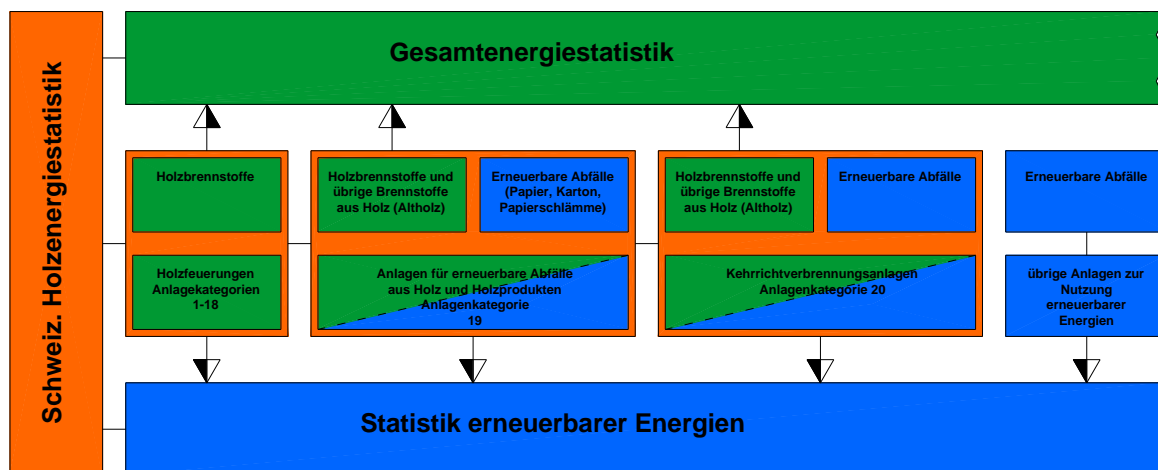 Schweiz. Holzenergiestatistik
Gesamtenergiestatistik
Holzbrennstoffe
Holzbrennstoffe und
übrige Brennstoffe
aus Holz (Altholz)
Erneuerbare Abfälle
(Papier, Karton,
Papierschlämme)
Holzbrennstoffe und
übrige Brennstoffe
aus Holz (Altholz)
Erneuerbare Abfälle
Erneuerbare Abfälle
Holzfeuerungen
Anlagekategorien
1-18
Anlagen für erneuerbare Abfälle
aus Holz und Holzprodukten
Anlagenkategorie
19
Kehrrichtverbrennungsanlagen
Anlagenkategorie 20
übrige Anlagen zur
Nutzung
erneuerbarer
Energien
Statistik erneuerbarer Energien